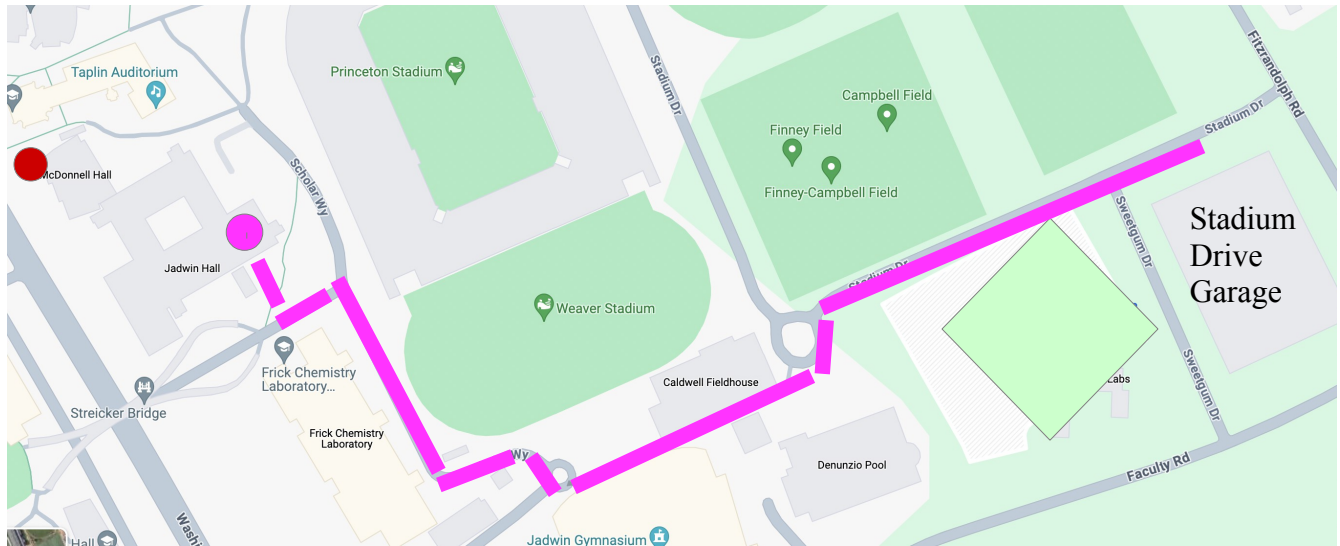 Taplin Auditorium
McDonnell Hall
Jadwin Hall
Scholar Wy
Princeton Stadium
Stadium Dr
Campbell Field
Finney Field
Finney-Campbell Field
Stadium Dr
Fitzrandolph Rd
Stadium Dr
Sweetgum Dr
Stadium
Drive
Garage
Weaver Stadium
Frick Chemistry
Laboratory...
Streicker Bridge
Frick Chemistry
Laboratory
Caldwell Fieldhouse
Labs
Sweetgum Dr
Wy
Denunzio Pool
Faculty Rd
Jadwin Gymnasium
Hall